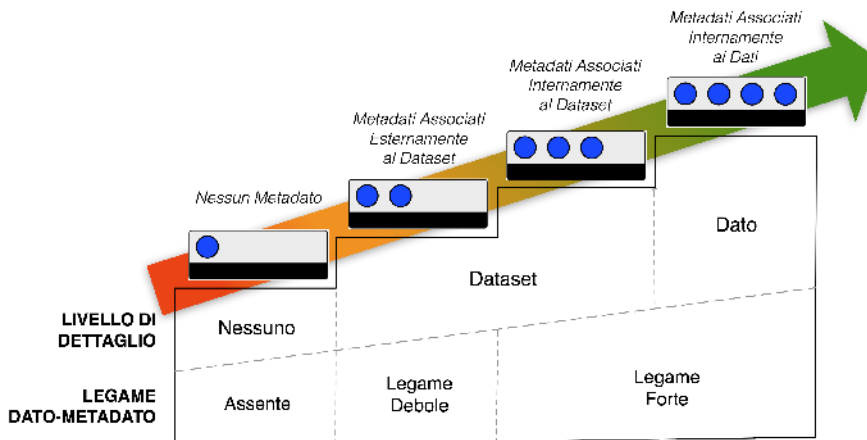 Metadati Associati
Internamente
ai Dati
Metadati Associati
Internamente
al Dataset
Metadati Associati
Esternamente
al Dataset
Nessun Metadato
Dato
Dataset
LIVELLO DI
DETTAGLIO
Nessuno
LEGAME
DATO-METADATO
Assente
Legame
Debole
Legame
Forte